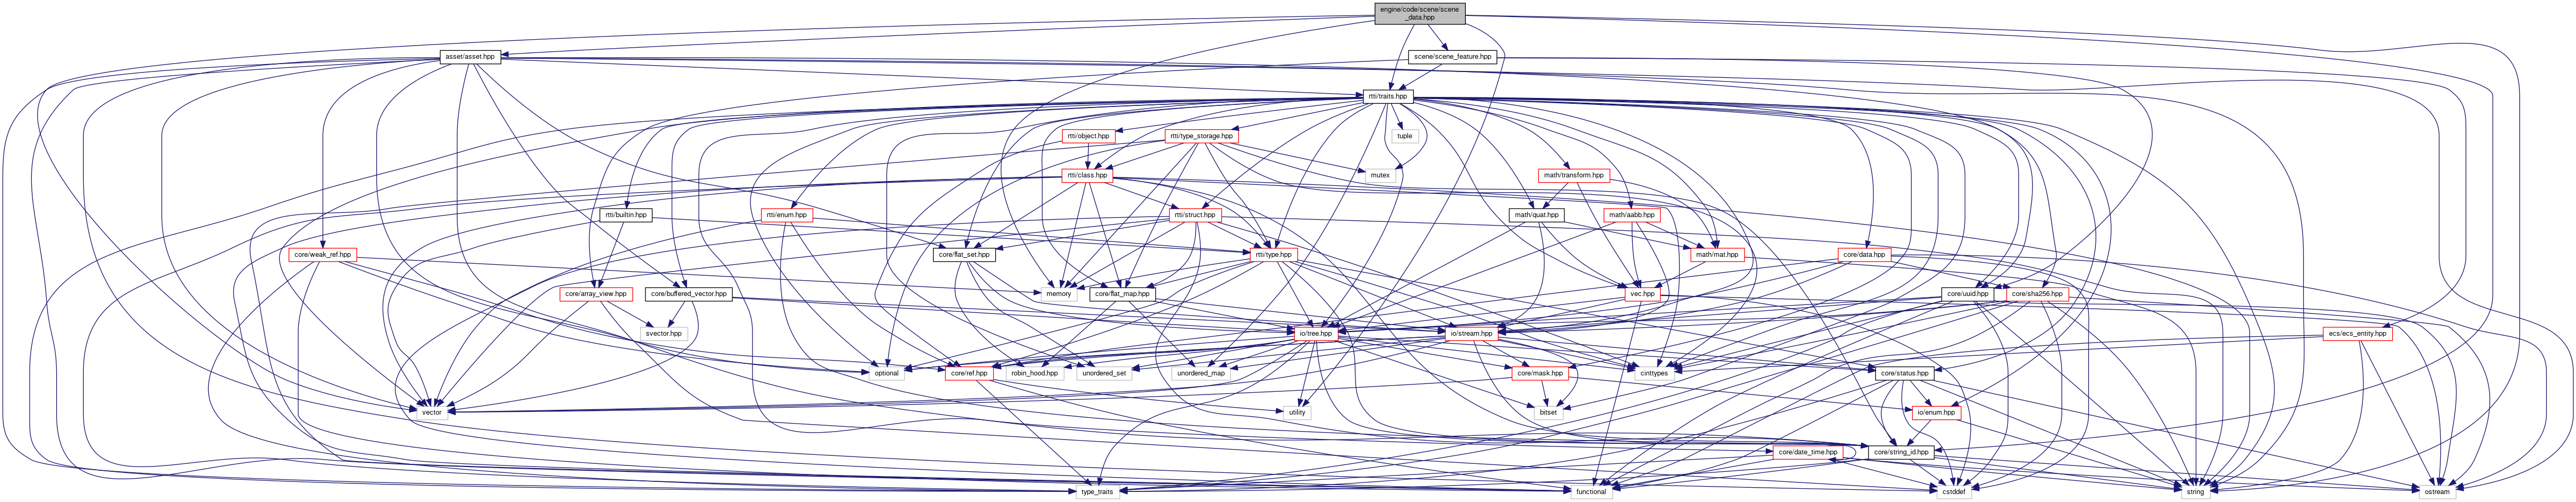 engine/code/scene/scene
_data.hpp
asset/asset.hpp
scene/scene_feature.hpp
rtti/traits.hpp
rtti/object.hpp
rtti/type_storage.hpp
tuple
rtti/class.hpp
mutex
math/transform.hpp
rtti/builtin.hpp
rtti/enum.hpp
rtti/struct.hpp
math/quat.hpp
math/aabb.hpp
core/weak_ref.hpp
core/flat_set.hpp
rtti/type.hpp
math/mat.hpp
core/data.hpp
core/array_view.hpp
core/buffered_vector.hpp
memory
core/flat_map.hpp
vec.hpp
core/uuid.hpp
core/sha256.hpp
svector.hpp
io/tree.hpp
io/stream.hpp
ecs/ecs_entity.hpp
optional
core/ref.hpp
robin_hood.hpp
unordered_set
unordered_map
core/mask.hpp
cinttypes
core/status.hpp
vector
utility
bitset
io/enum.hpp
core/date_time.hpp
core/string_id.hpp
type_traits
functional
cstddef
string
ostream